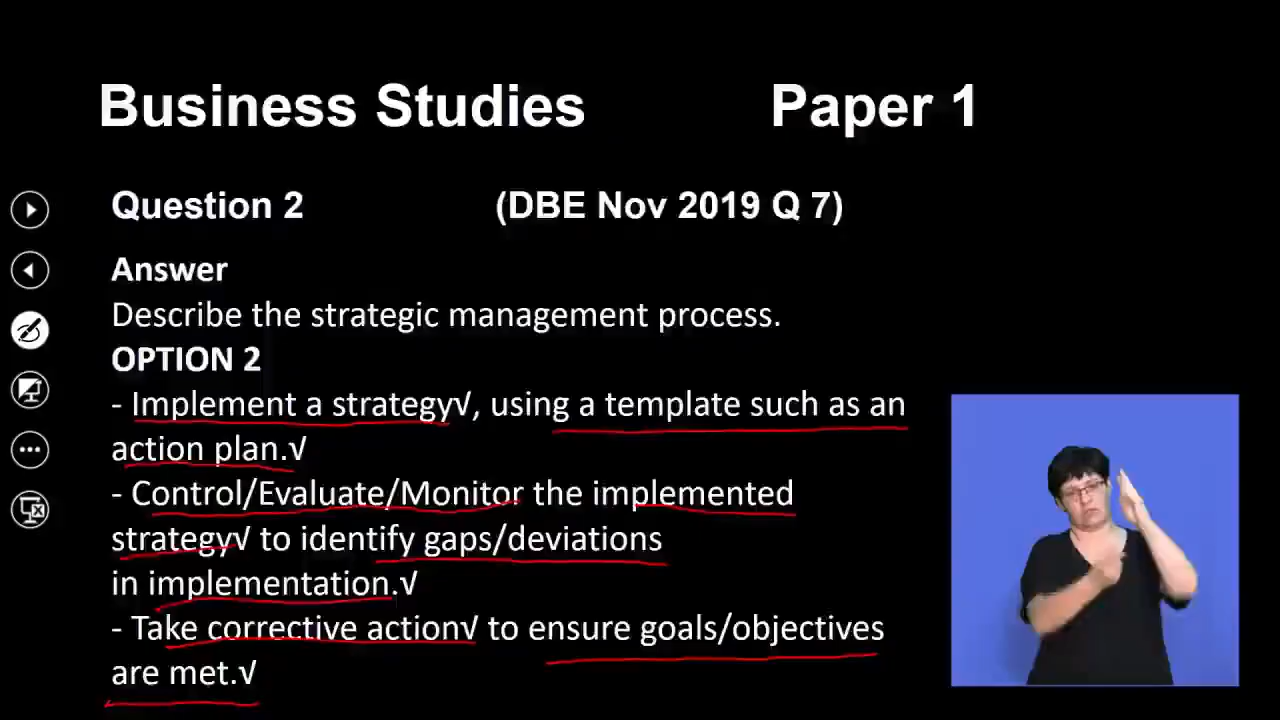 Business Studies Paper 1
Question 2 (DBE Nov 2019 Q 7)
Answer
Describe the strategic management process.
OPTION 2
- Implement a strategy√, using a template such as an
action plan.√
- Control/Evaluate/Monitor the implemented
strategy√ to identify gaps/deviations
in implementation.√
- Take corrective action√ to ensure goals/objectives
are met.√